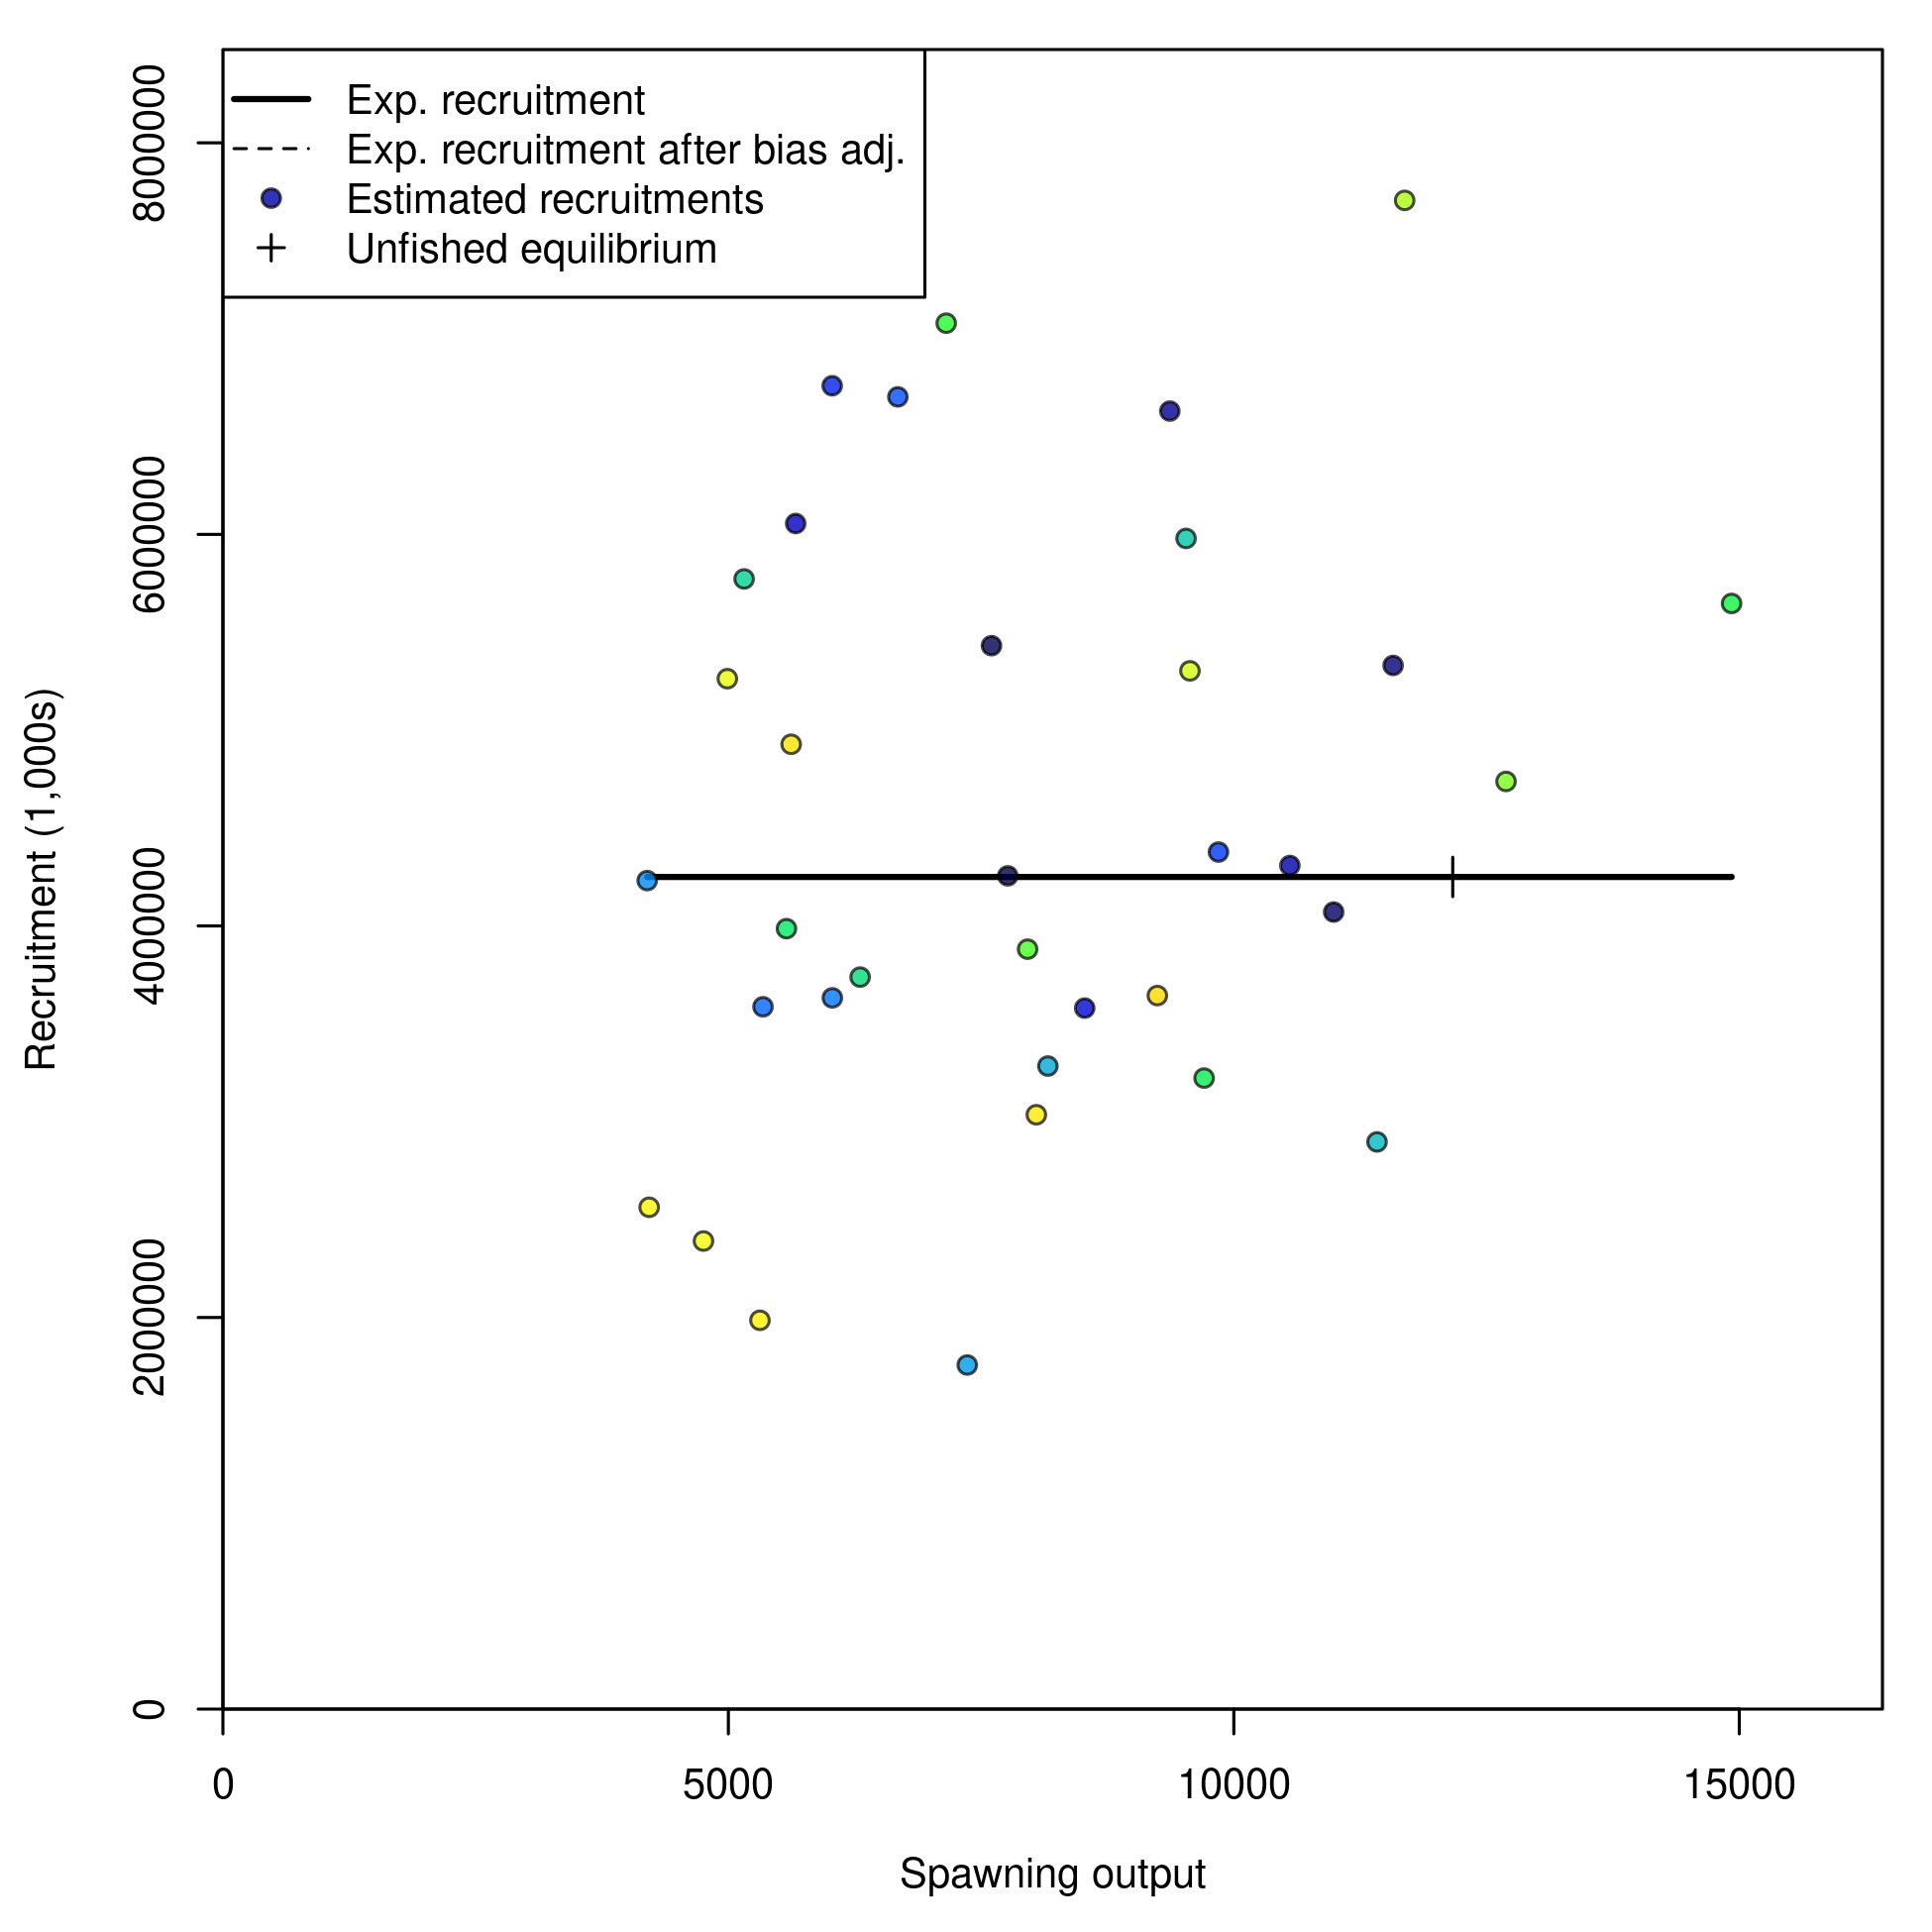 Exp. recruitment
Exp. recruitment after bias adj.
Estimated recruitments
Unfished equilibrium
8000000
6000000
4000000
2000000
0
Recruitment (1,000s)
0 5000 10000 15000
Spawning output